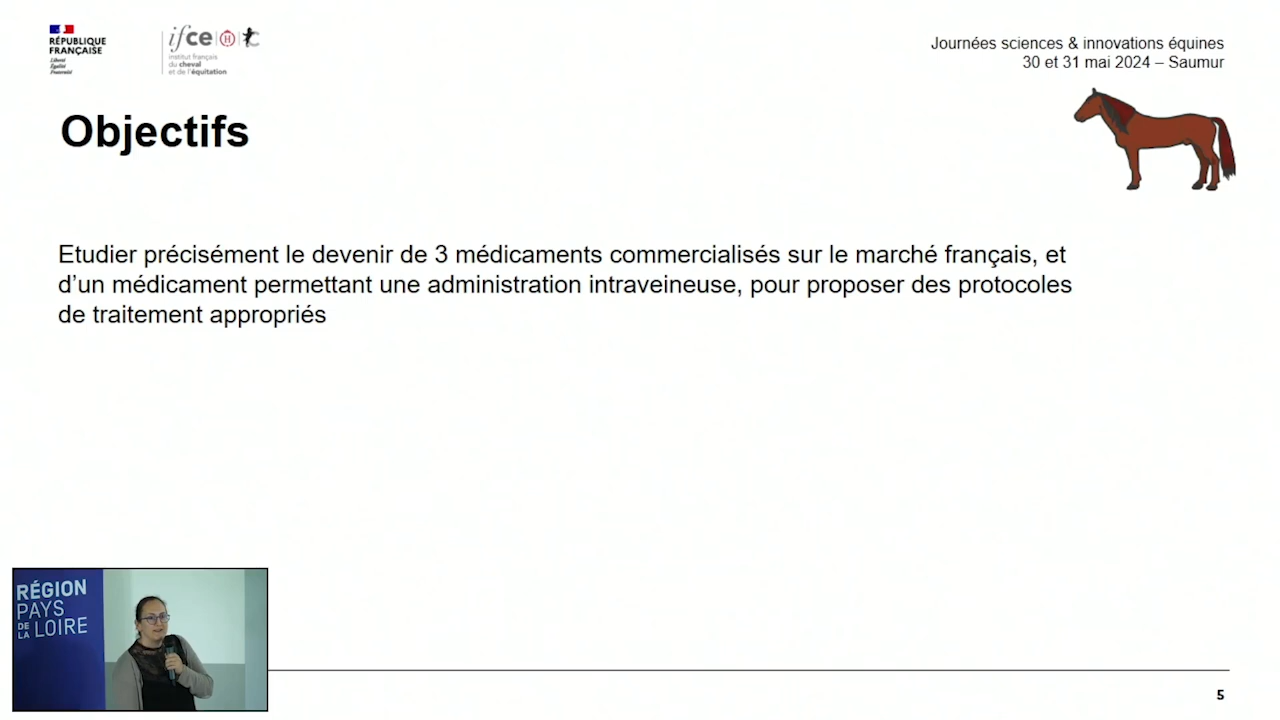 RÉPUBLIQUE
FRANÇAISE
Liberté
Égalité
Fraternité
ifce
institut français
du cheval
et de l'équitation
Journées sciences & innovations équines
30 et 31 mai 2024 – Saumur
Objectifs
Etudier précisément le devenir de 3 médicaments commercialisés sur le marché français, et
d’un médicament permettant une administration intraveineuse, pour proposer des protocoles
de traitement appropriés
RÉGION
PAYS
DE LA LOIRE
5